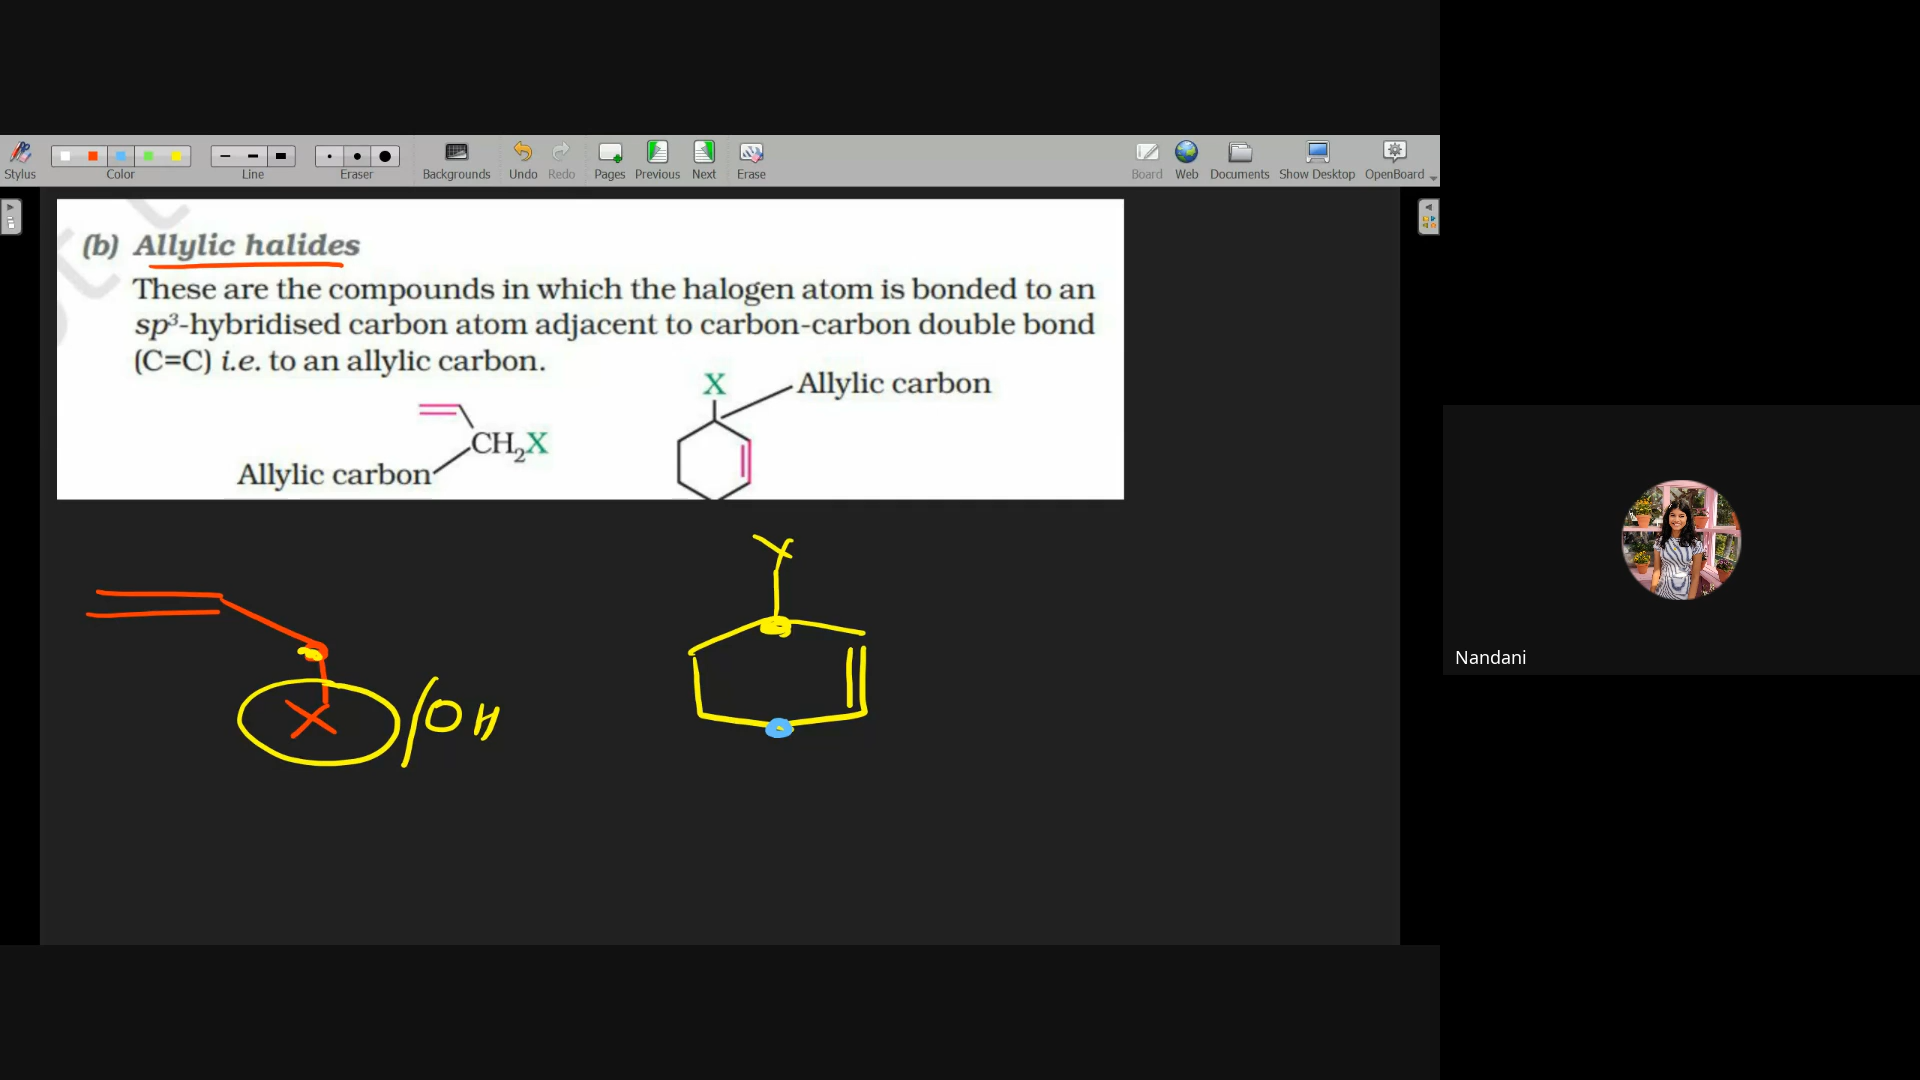 Stylus Color Line Eraser Backgrounds Undo Redo Pages Previous Next Erase Board Web Documents Show Desktop OpenBoard
(b) Allylic halides
These are the compounds in which the halogen atom is bonded to an
sp³-hybridised carbon atom adjacent to carbon-carbon double bond
(C=C) i.e. to an allylic carbon.
X Allylic carbon
CH₂X
Allylic carbon
X
X /OH
Nandani